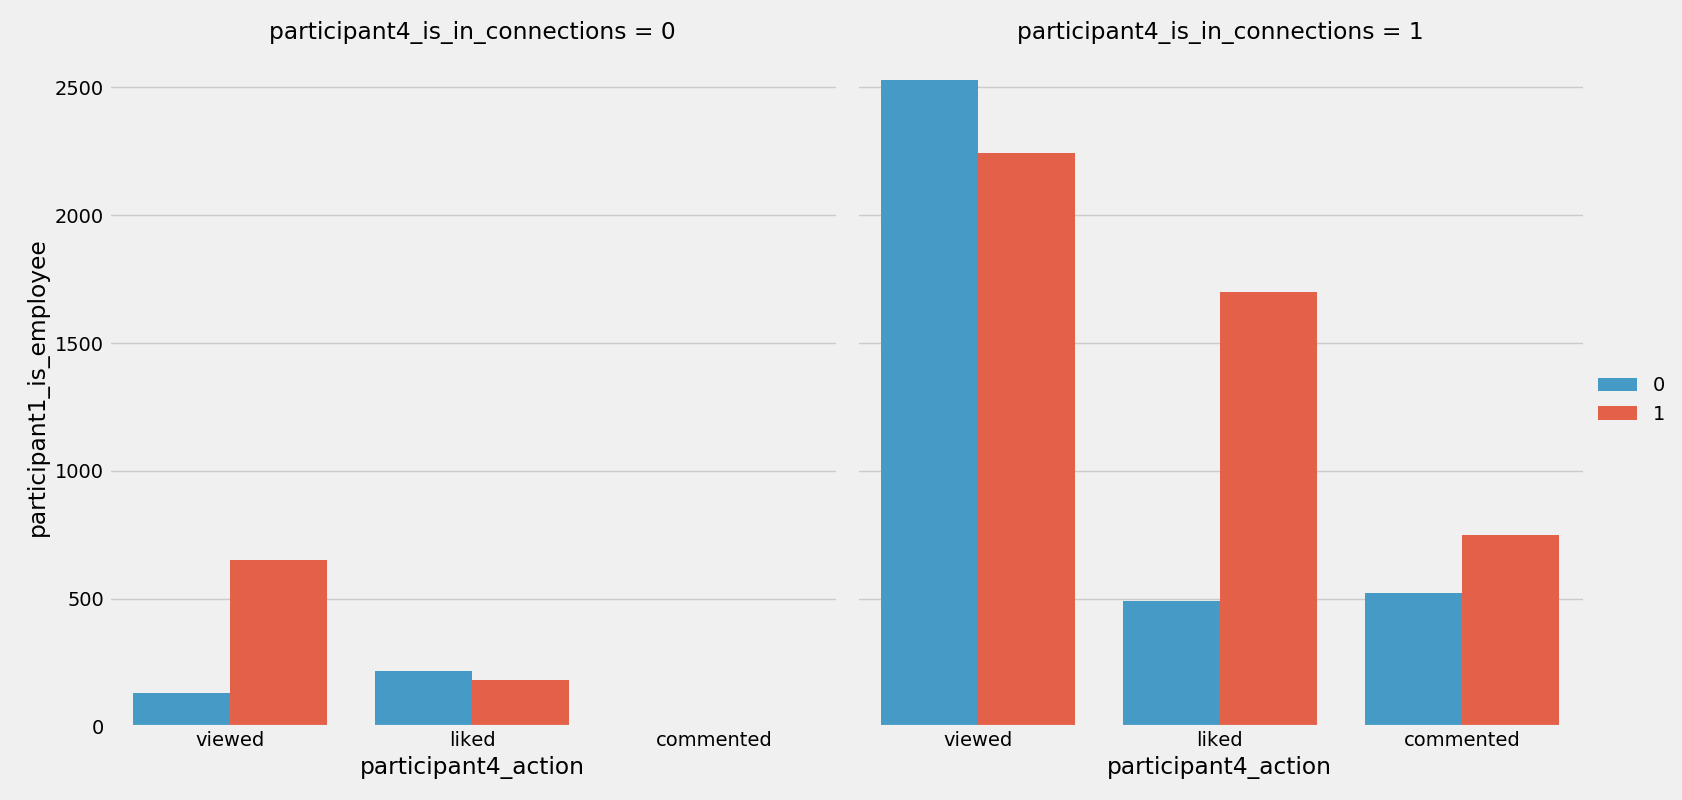 participant4_is_in_connections = 0
participant4_is_in_connections = 1
participant1_is_employee
2500
2000
1500
1000
500
0
viewed
liked
commented
viewed
liked
commented
participant4_action
participant4_action
0
1